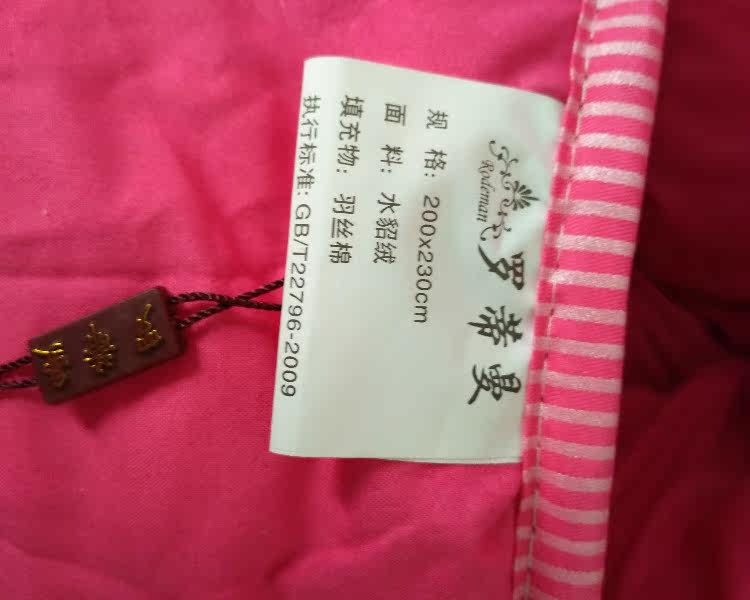 Rodeman
罗蒂曼
规 格: 200x230cm
面 料: 水貂绒
填充物: 羽丝棉
执行标准: GB/T22796-2009